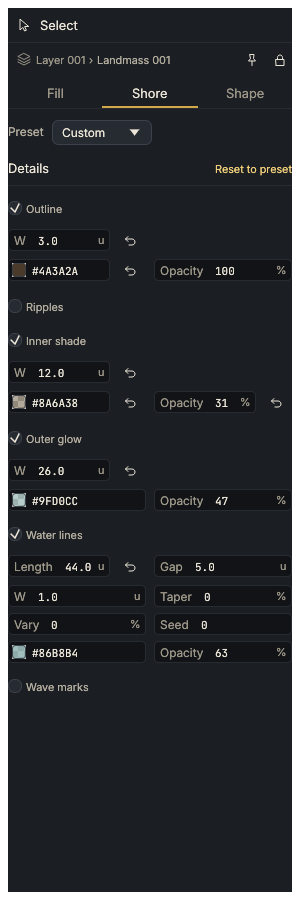 Select
Layer 001 › Landmass 001
Fill Shore Shape
Preset Custom
Details Reset to preset
Outline
W 3.0 u
#4A3A2A Opacity 100 %
Ripples
Inner shade
W 12.0 u
#8A6A38 Opacity 31 %
Outer glow
W 26.0 u
#9FD0CC Opacity 47 %
Water lines
Length 44.0 u Gap 5.0 u
W 1.0 u Taper 0 %
Vary 0 % Seed 0
#86B8B4 Opacity 63 %
Wave marks